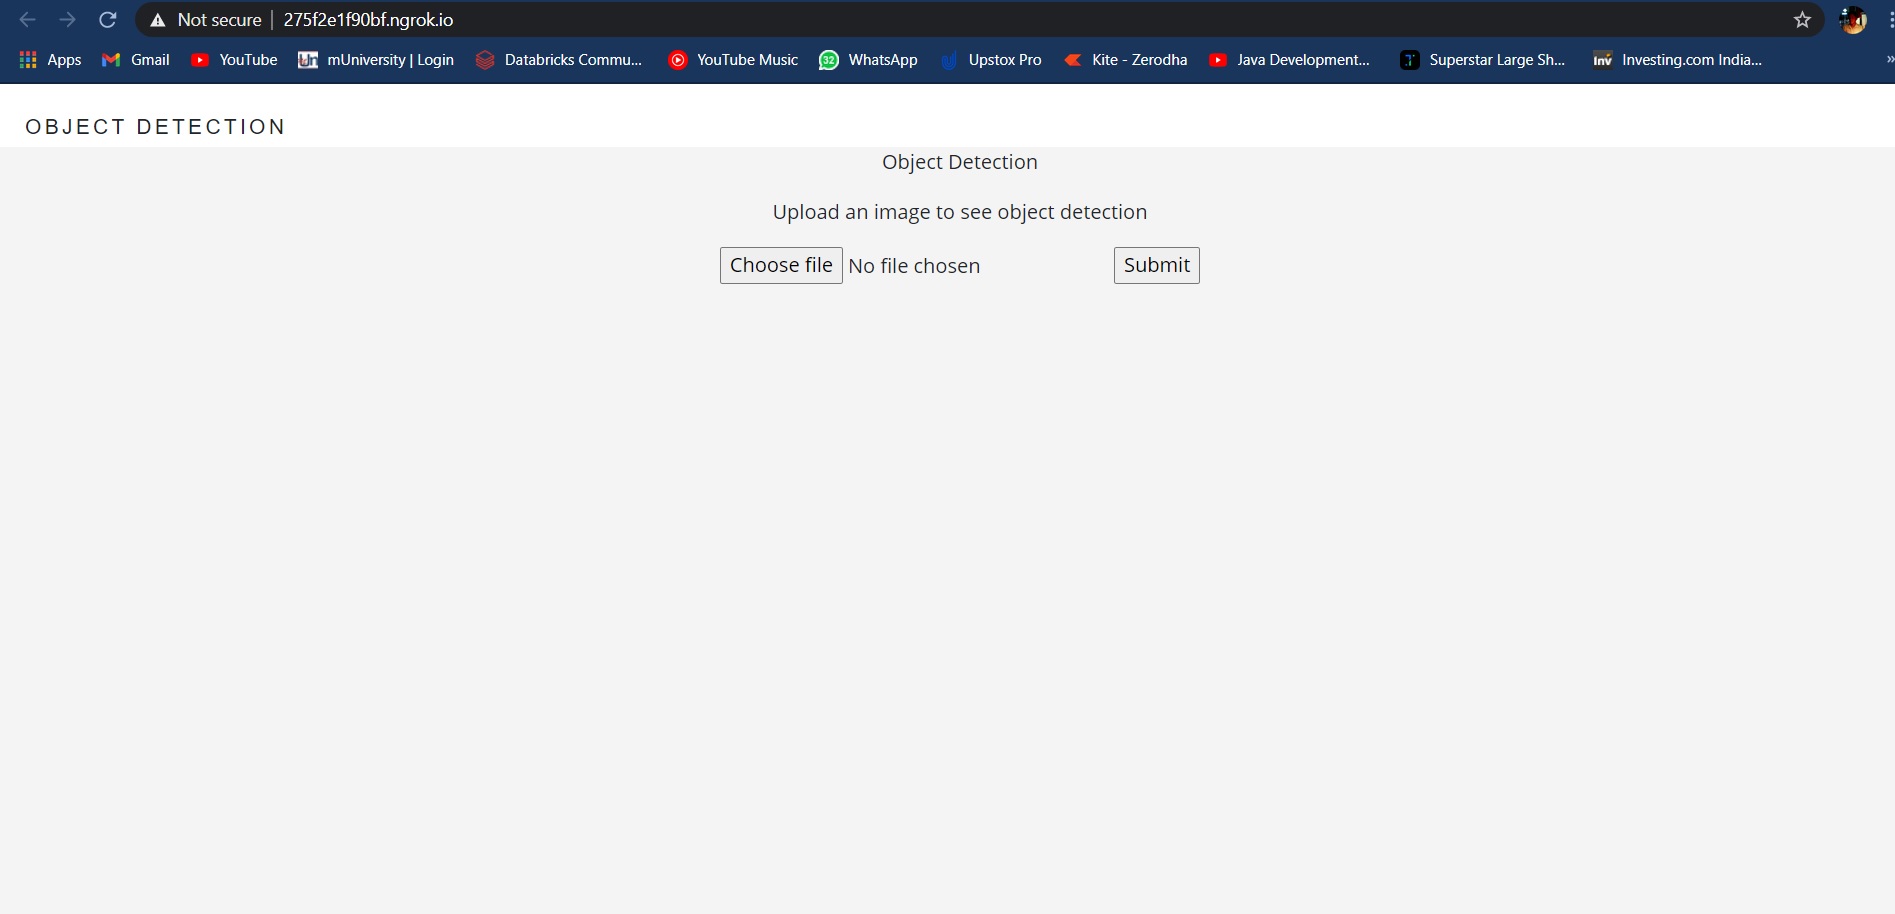 Not secure | 275f2e1f90bf.ngrok.io
Apps Gmail YouTube Un mUniversity | Login Databricks Commu... YouTube Music 32 WhatsApp Upstox Pro Kite - Zerodha Java Development... Superstar Large Sh... Inv Investing.com India... »
OBJECT DETECTION
Object Detection
Upload an image to see object detection
Choose file No file chosen Submit